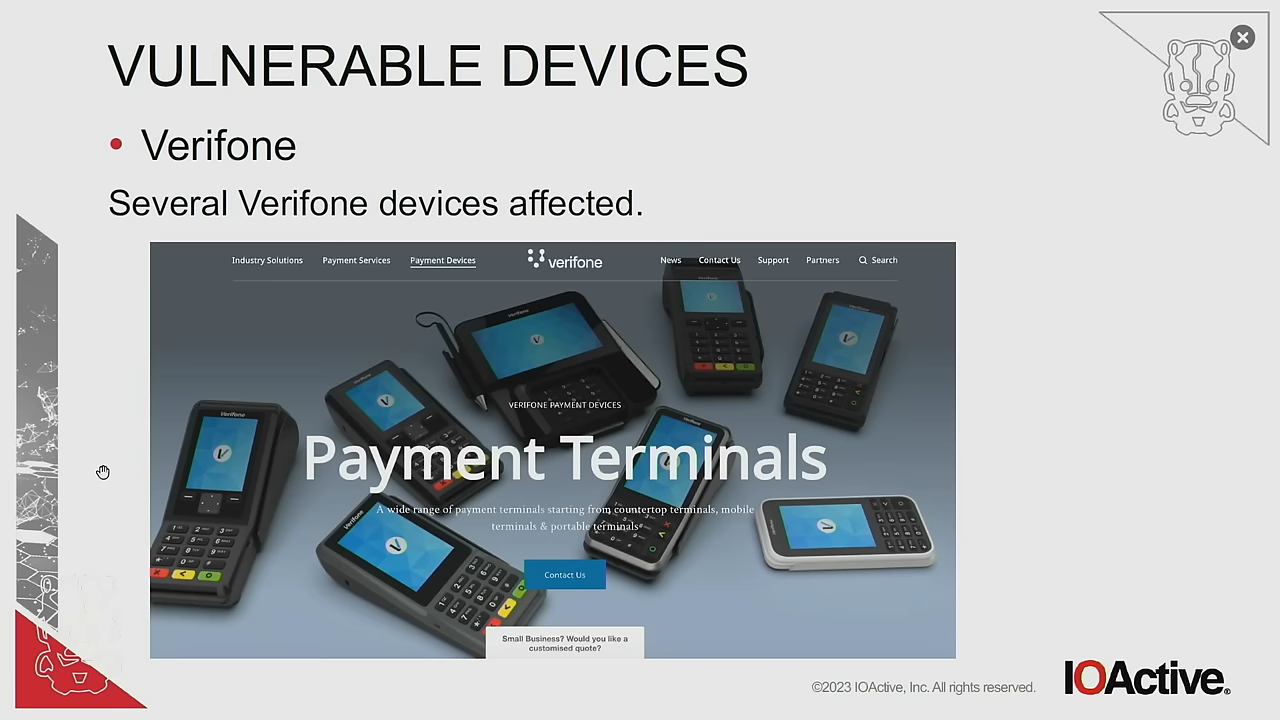 VULNERABLE DEVICES
• Verifone
Several Verifone devices affected.
Industry Solutions Payment Services Payment Devices verifone News Contact Us Support Partners Search
VERIFONE PAYMENT DEVICES
Payment Terminals
A wide range of payment terminals starting from countertop terminals, mobile
terminals & portable terminals
Contact Us
Small Business? Would you like a
customised quote?
©2023 IOActive, Inc. All rights reserved.
IOActive®